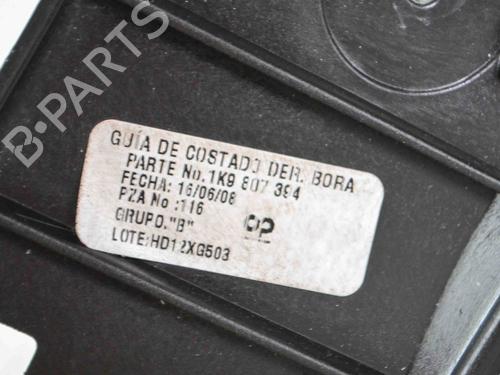 B-PARTS
GUÍA DE COSTADO DER. BORA
PARTE No. 1K9 807 394
FECHA: 16/06/08
PZA No :116
GRUPO. "B"
LOTE: HD12XG503